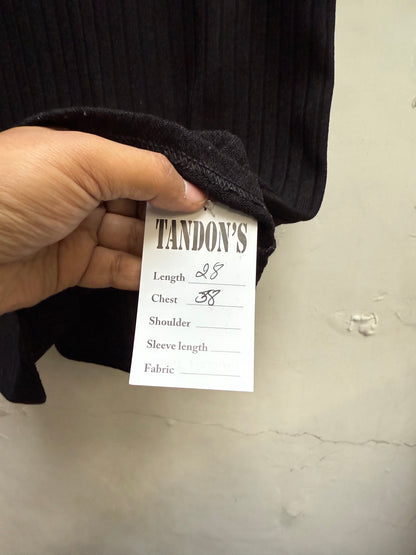 TANDON'S
Length 28
Chest 38
Shoulder
Sleeve length
Fabric